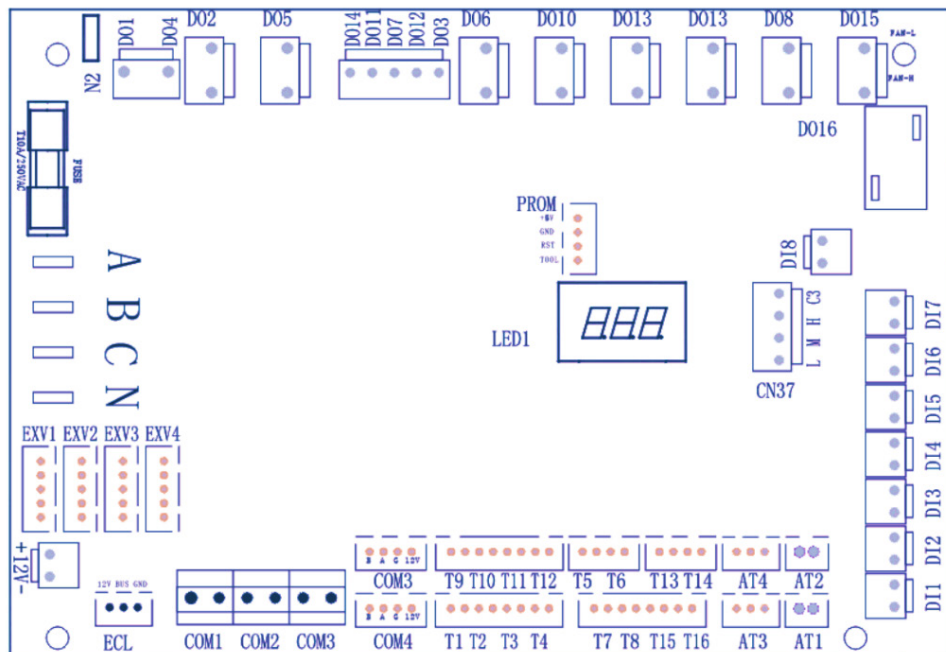 DO1 DO4 DO2 DO5 DO14 DO11 DO7 DO12 DO3 DO6 DO10 DO13 DO13 DO8 DO15
FAN-L
FAN-H
N2
DO16
T10A/250VAC
FUSE
PROM
+5V
GND
RST
TOOL
DI8
A
B
C
N
LED1
L M H C3
CN37
DI7
DI6
DI5
DI4
DI3
DI2
DI1
EXV1 EXV2 EXV3 EXV4
+12V-
12V BUS GND
ECL
COM1 COM2 COM3
B A G 12V
COM3 T9 T10 T11 T12 T5 T6 T13 T14 AT4 AT2
B A G 12V
COM4 T1 T2 T3 T4 T7 T8 T15 T16 AT3 AT1